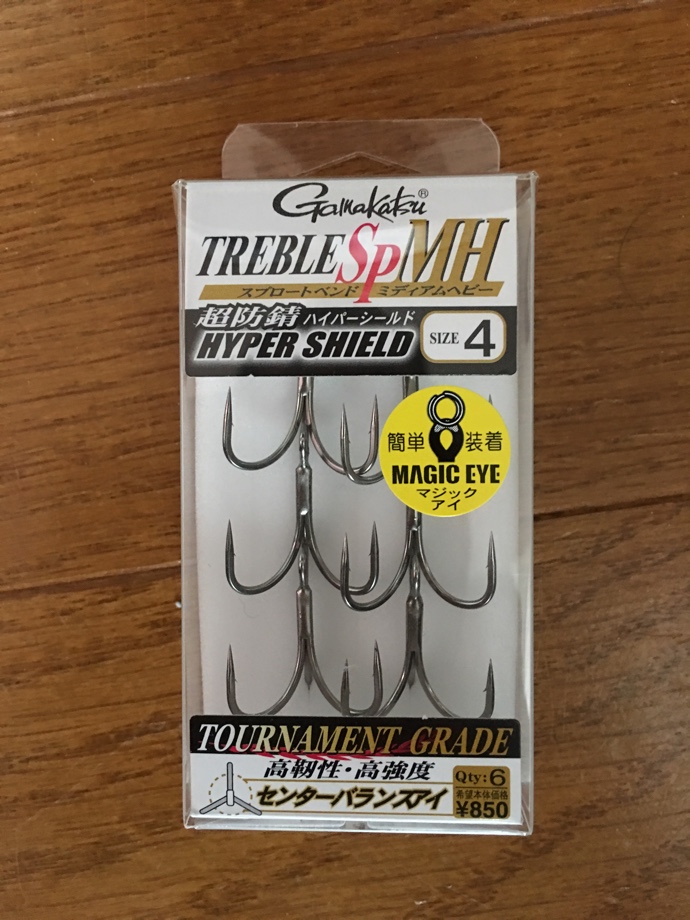 Gamakatsu®
TREBLE Sp MH
スプロートベンド ミディアムヘビー
超防錆 ハイパーシールド
HYPER SHIELD
SIZE 4
簡単 装着
MAGIC EYE
マジック
アイ
TOURNAMENT GRADE
高靭性・高強度
センターバランスアイ
Qty: 6
希望本体価格
¥850